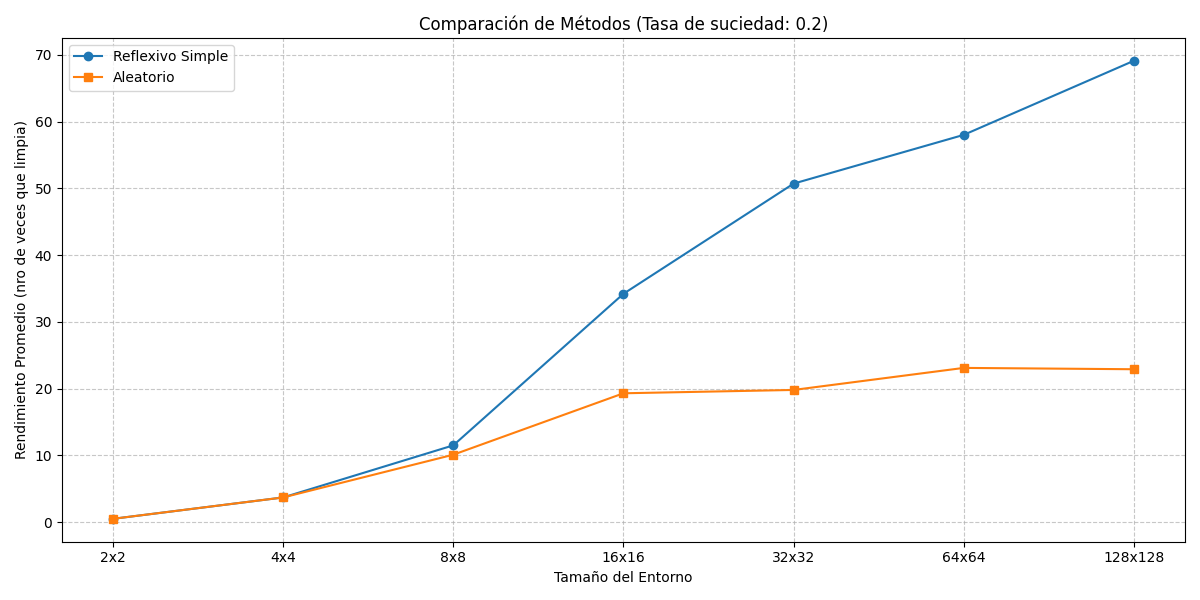 Comparación de Métodos (Tasa de suciedad: 0.2)
Reflexivo Simple
Aleatorio
Rendimiento Promedio (nro de veces que limpia)
70
60
50
40
30
20
10
0
2x2 4x4 8x8 16x16 32x32 64x64 128x128
Tamaño del Entorno